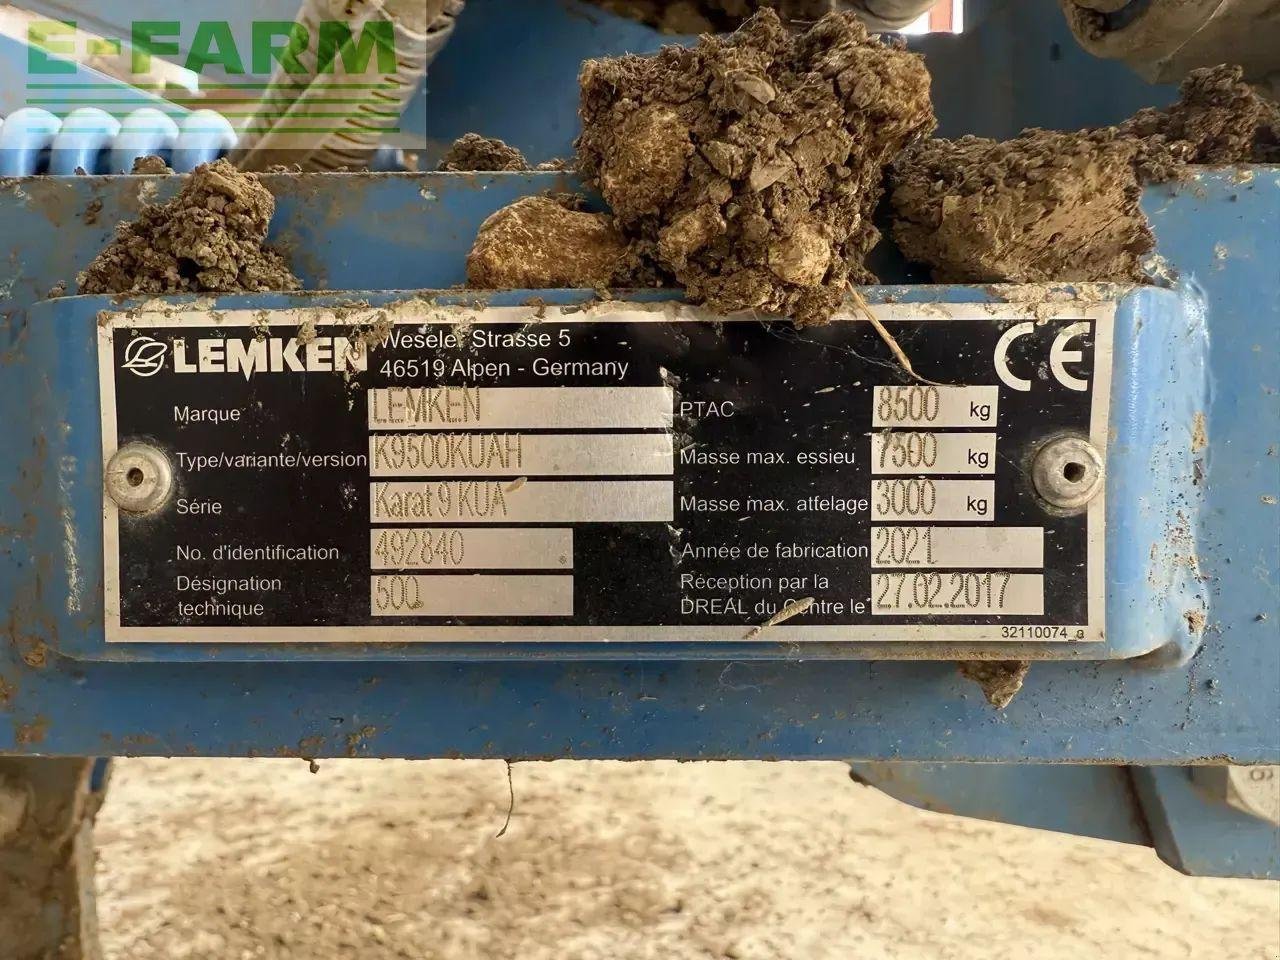 E-FARM
LEMKEN
Weseler Strasse 5
46519 Alpen - Germany
CE
Marque LEMKEN
Type/variante/version K9500KUAH
Série Karat 9 KUA
No. d'identification 492840
Désignation
technique 500
PTAC 8500 kg
Masse max. essieu 7500 kg
Masse max. attelage 3000 kg
Année de fabrication 2021
Réception par la
DREAL du Centre le 27.02.2017
32110074_a